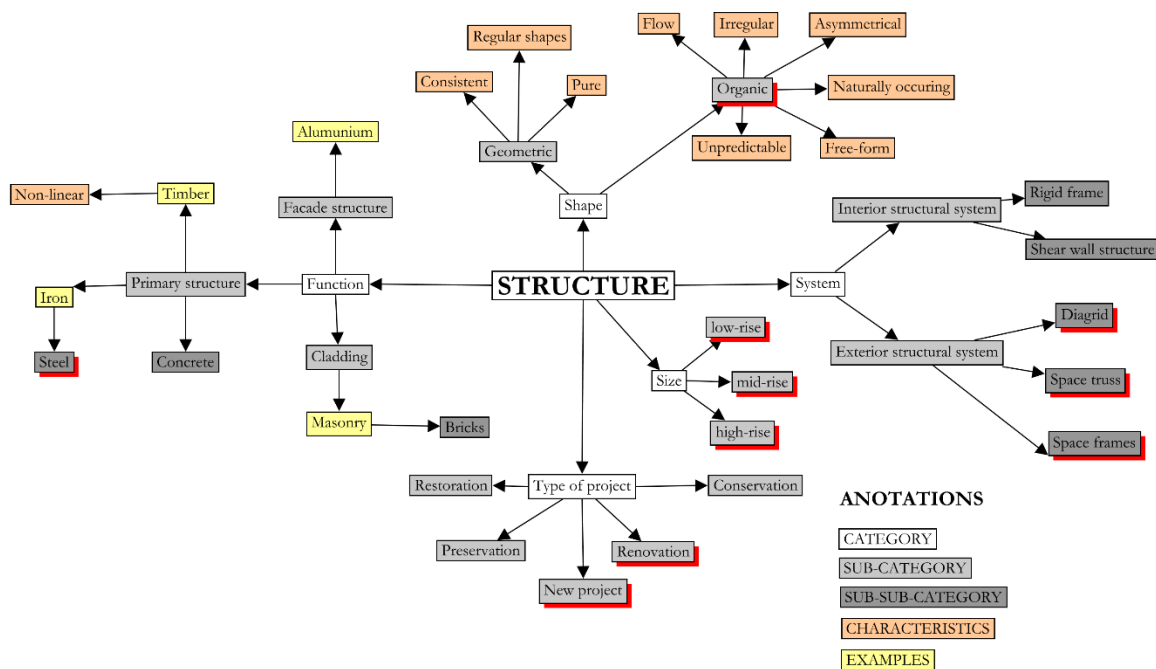 Flow
Irregular
Asymmetrical
Regular shapes
Consistent
Pure
Organic
Naturally occuring
Alumunium
Geometric
Unpredictable
Free-form
Non-linear
Timber
Facade structure
Shape
Interior structural system
Rigid frame
Shear wall structure
Primary structure
Function
STRUCTURE
System
Iron
low-rise
Diagrid
Steel
Concrete
Cladding
Size
mid-rise
Exterior structural system
Space truss
Masonry
Bricks
high-rise
Space frames
Restoration
Type of project
Conservation
Preservation
Renovation
New project
ANOTATIONS
CATEGORY
SUB-CATEGORY
SUB-SUB-CATEGORY
CHARACTERISTICS
EXAMPLES